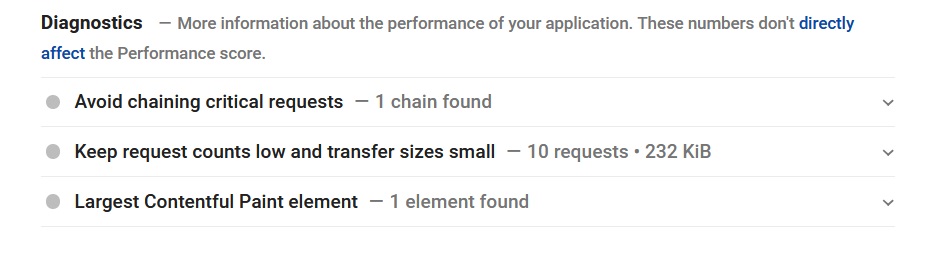 Diagnostics — More information about the performance of your application. These numbers don't directly
affect the Performance score.
Avoid chaining critical requests — 1 chain found
Keep request counts low and transfer sizes small — 10 requests • 232 KiB
Largest Contentful Paint element — 1 element found